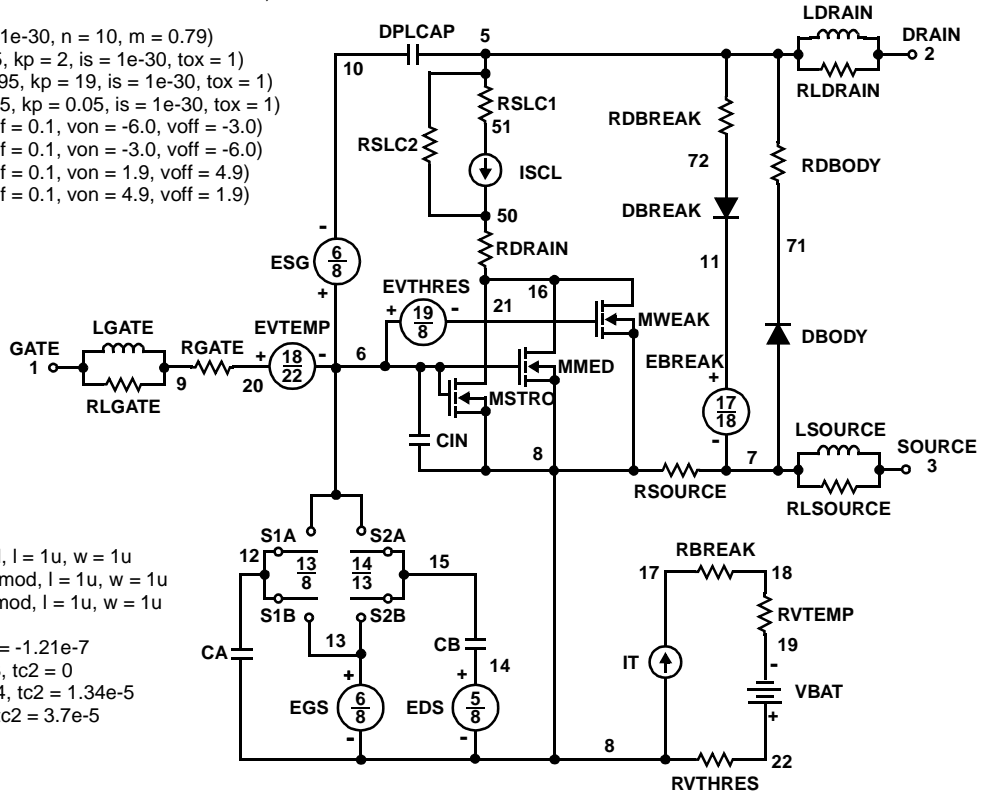 1e-30, n = 10, m = 0.79)
, kp = 2, is = 1e-30, tox = 1)
95, kp = 19, is = 1e-30, tox = 1)
5, kp = 0.05, is = 1e-30, tox = 1)
f = 0.1, von = -6.0, voff = -3.0)
f = 0.1, von = -3.0, voff = -6.0)
f = 0.1, von = 1.9, voff = 4.9)
f = 0.1, von = 4.9, voff = 1.9)
DPLCAP
5
10
LDRAIN
DRAIN
2
RLDRAIN
RSLC1
51
RSLC2
ISCL
50
RDRAIN
RDBREAK
72
RDBODY
DBREAK
71
11
ESG
6
8
-
+
EVTHRES
+ 19 -
8
21
16
MWEAK
LGATE
GATE
1
RLGATE
9
RGATE
20
EVTEMP
+ 18 -
22
6
MMED
MSTRO
CIN
8
EBREAK
+
17
18
-
DBODY
RSOURCE
7
LSOURCE
SOURCE
3
RLSOURCE
l = 1u, w = 1u
mod, l = 1u, w = 1u
mod, l = 1u, w = 1u
= -1.21e-7
, tc2 = 0
4, tc2 = 1.34e-5
tc2 = 3.7e-5
S1A
S2A
12
13
8
14
13
15
S1B
S2B
13
CA
CB
14
+
EGS
6
8
-
+
EDS
5
8
-
8
RBREAK
17
18
RVTEMP
19
IT
-
VBAT
+
22
RVTHRES